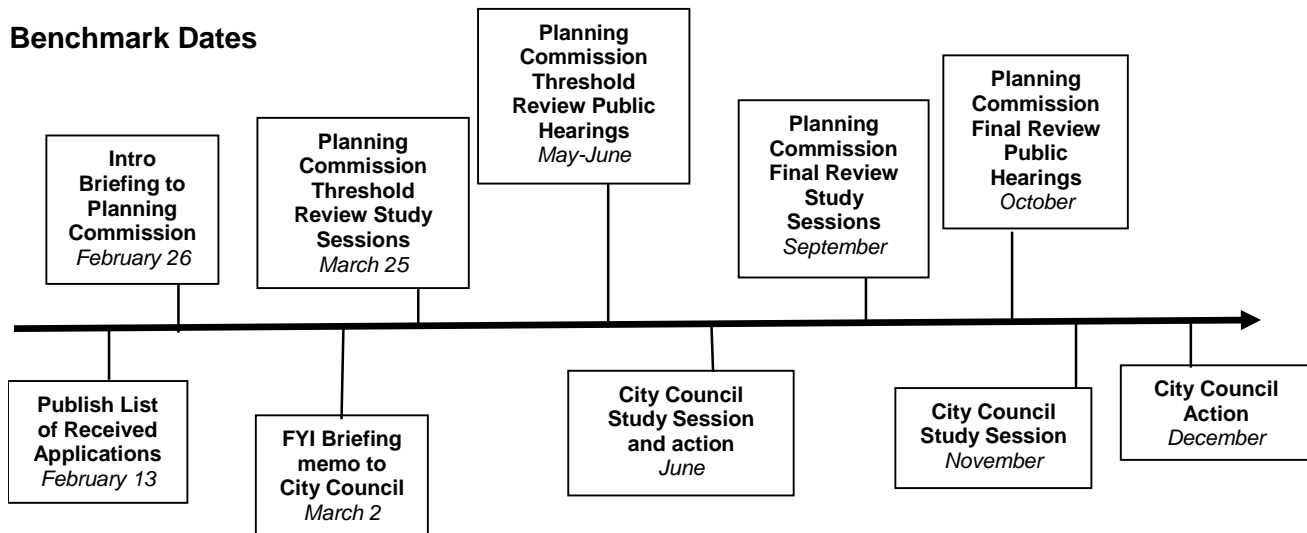 Benchmark Dates
Intro
Briefing to
Planning
Commission
February 26
Planning
Commission
Threshold
Review Study
Sessions
March 25
Planning
Commission
Threshold
Review Public
Hearings
May-June
Planning
Commission
Final Review
Study
Sessions
September
Planning
Commission
Final Review
Public
Hearings
October
Publish List
of Received
Applications
February 13
FYI Briefing
memo to
City Council
March 2
City Council
Study Session
and action
June
City Council
Study Session
November
City Council
Action
December